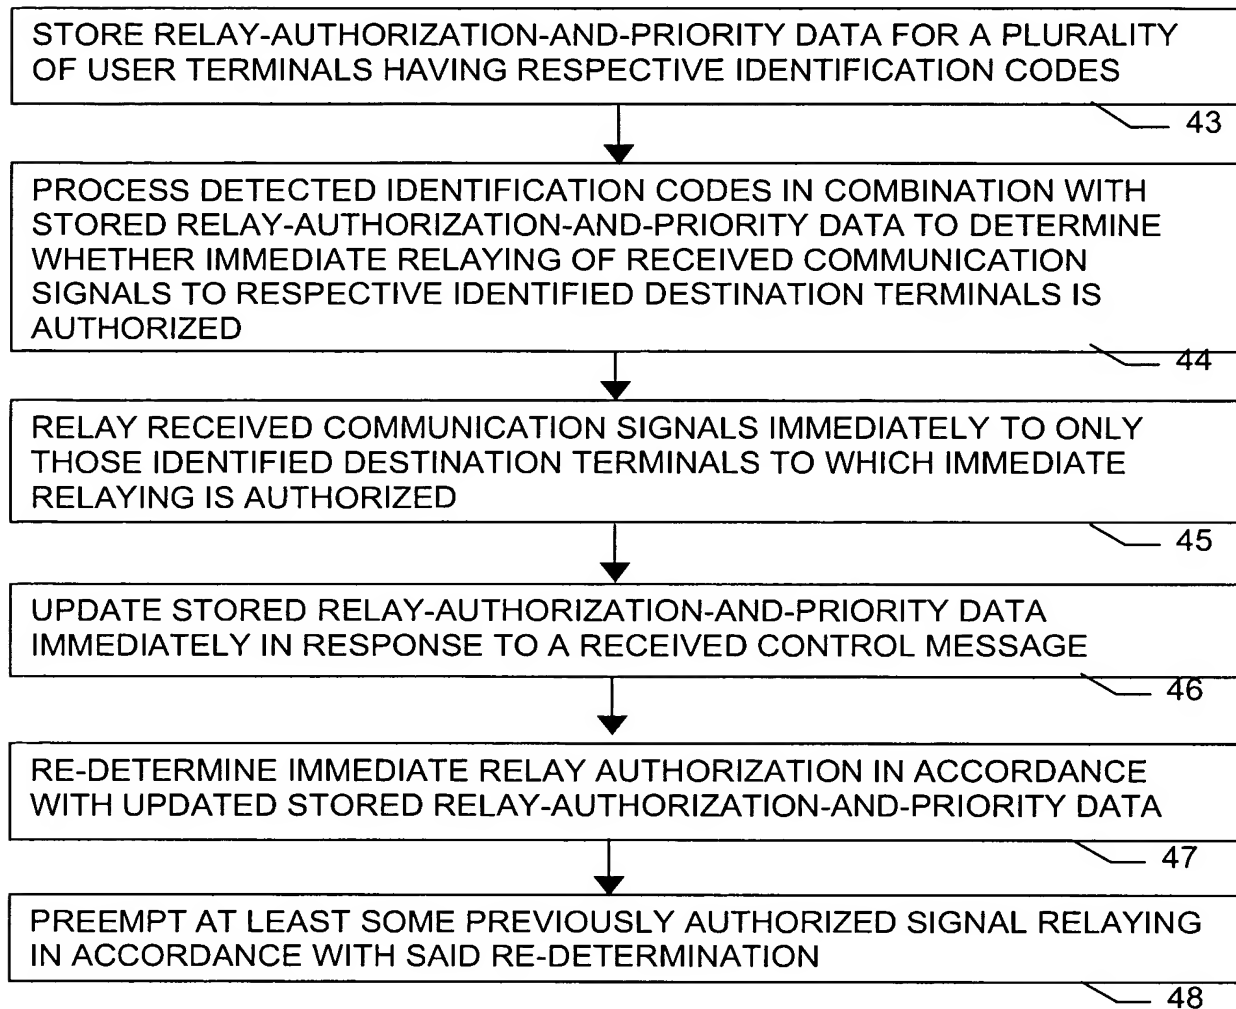 STORE RELAY-AUTHORIZATION-AND-PRIORITY DATA FOR A PLURALITY
OF USER TERMINALS HAVING RESPECTIVE IDENTIFICATION CODES
43
PROCESS DETECTED IDENTIFICATION CODES IN COMBINATION WITH
STORED RELAY-AUTHORIZATION-AND-PRIORITY DATA TO DETERMINE
WHETHER IMMEDIATE RELAYING OF RECEIVED COMMUNICATION
SIGNALS TO RESPECTIVE IDENTIFIED DESTINATION TERMINALS IS
AUTHORIZED
44
RELAY RECEIVED COMMUNICATION SIGNALS IMMEDIATELY TO ONLY
THOSE IDENTIFIED DESTINATION TERMINALS TO WHICH IMMEDIATE
RELAYING IS AUTHORIZED
45
UPDATE STORED RELAY-AUTHORIZATION-AND-PRIORITY DATA
IMMEDIATELY IN RESPONSE TO A RECEIVED CONTROL MESSAGE
46
RE-DETERMINE IMMEDIATE RELAY AUTHORIZATION IN ACCORDANCE
WITH UPDATED STORED RELAY-AUTHORIZATION-AND-PRIORITY DATA
47
PREEMPT AT LEAST SOME PREVIOUSLY AUTHORIZED SIGNAL RELAYING
IN ACCORDANCE WITH SAID RE-DETERMINATION
48